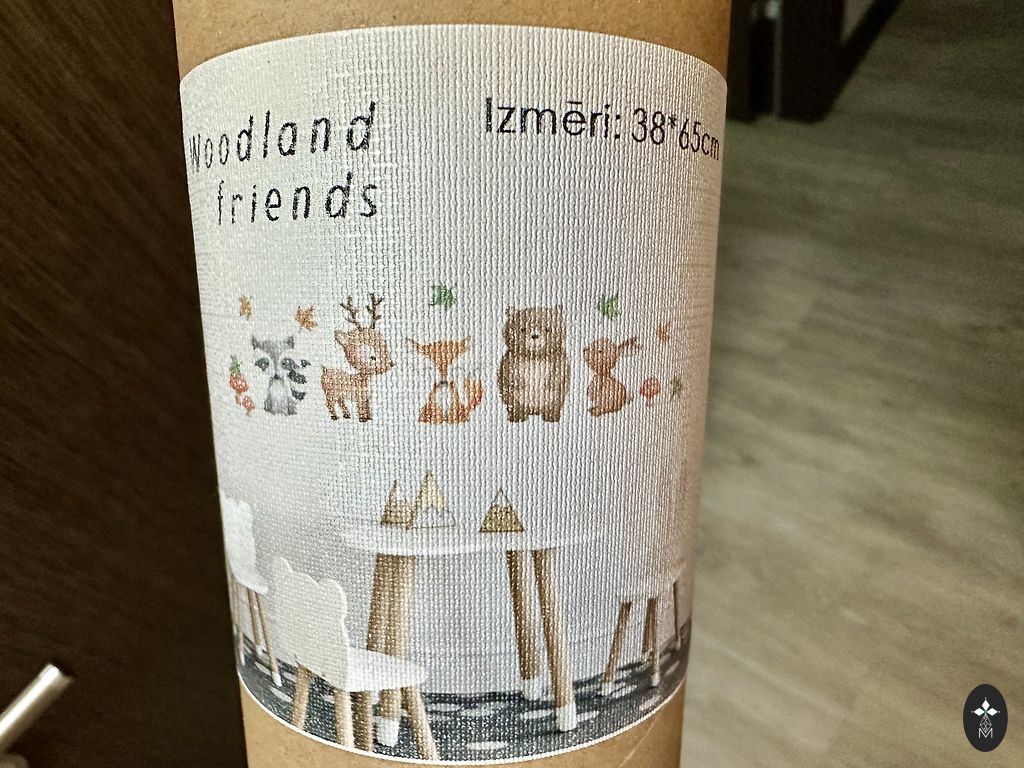 Woodland
friends
Izmēri: 38*65cm
M